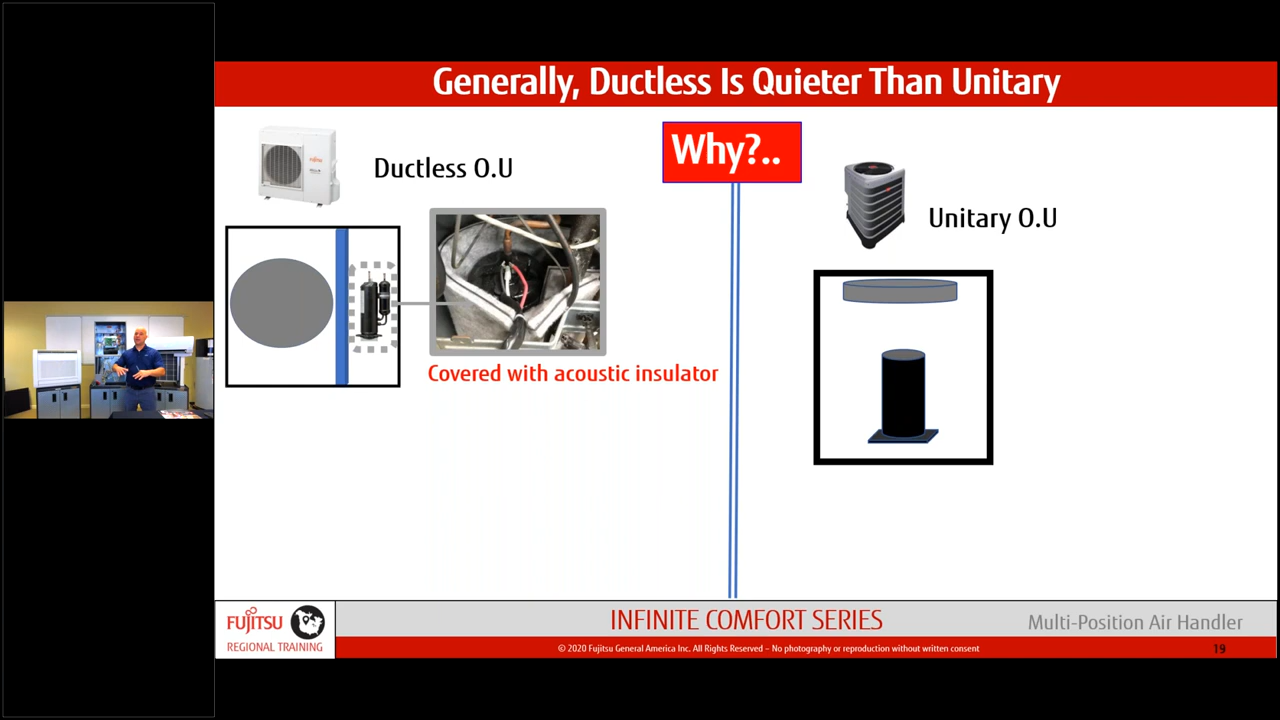 Generally, Ductless Is Quieter Than Unitary
Ductless O.U
Why?..
Unitary O.U
Covered with acoustic insulator
FUJITSU
REGIONAL TRAINING
INFINITE COMFORT SERIES
Multi-Position Air Handler
© 2020 Fujitsu General America Inc. All Rights Reserved – No photography or reproduction without written consent
19